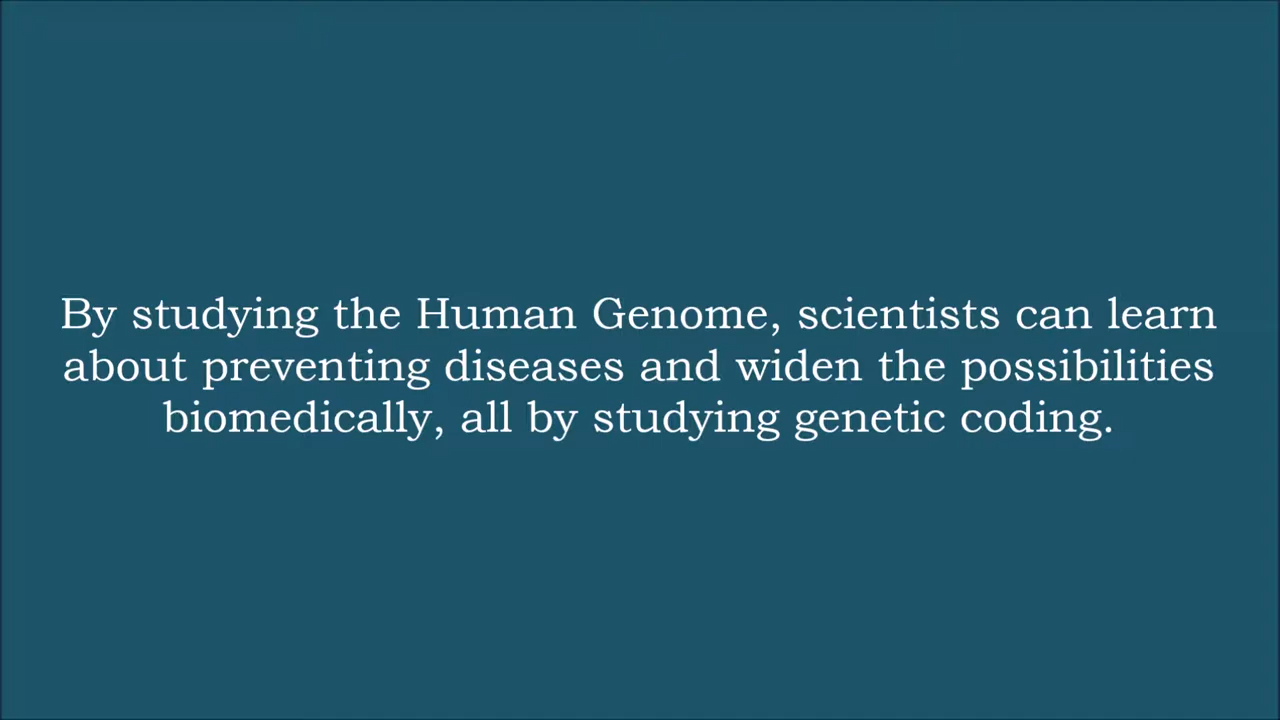 By studying the Human Genome, scientists can learn
about preventing diseases and widen the possibilities
biomedically, all by studying genetic coding.